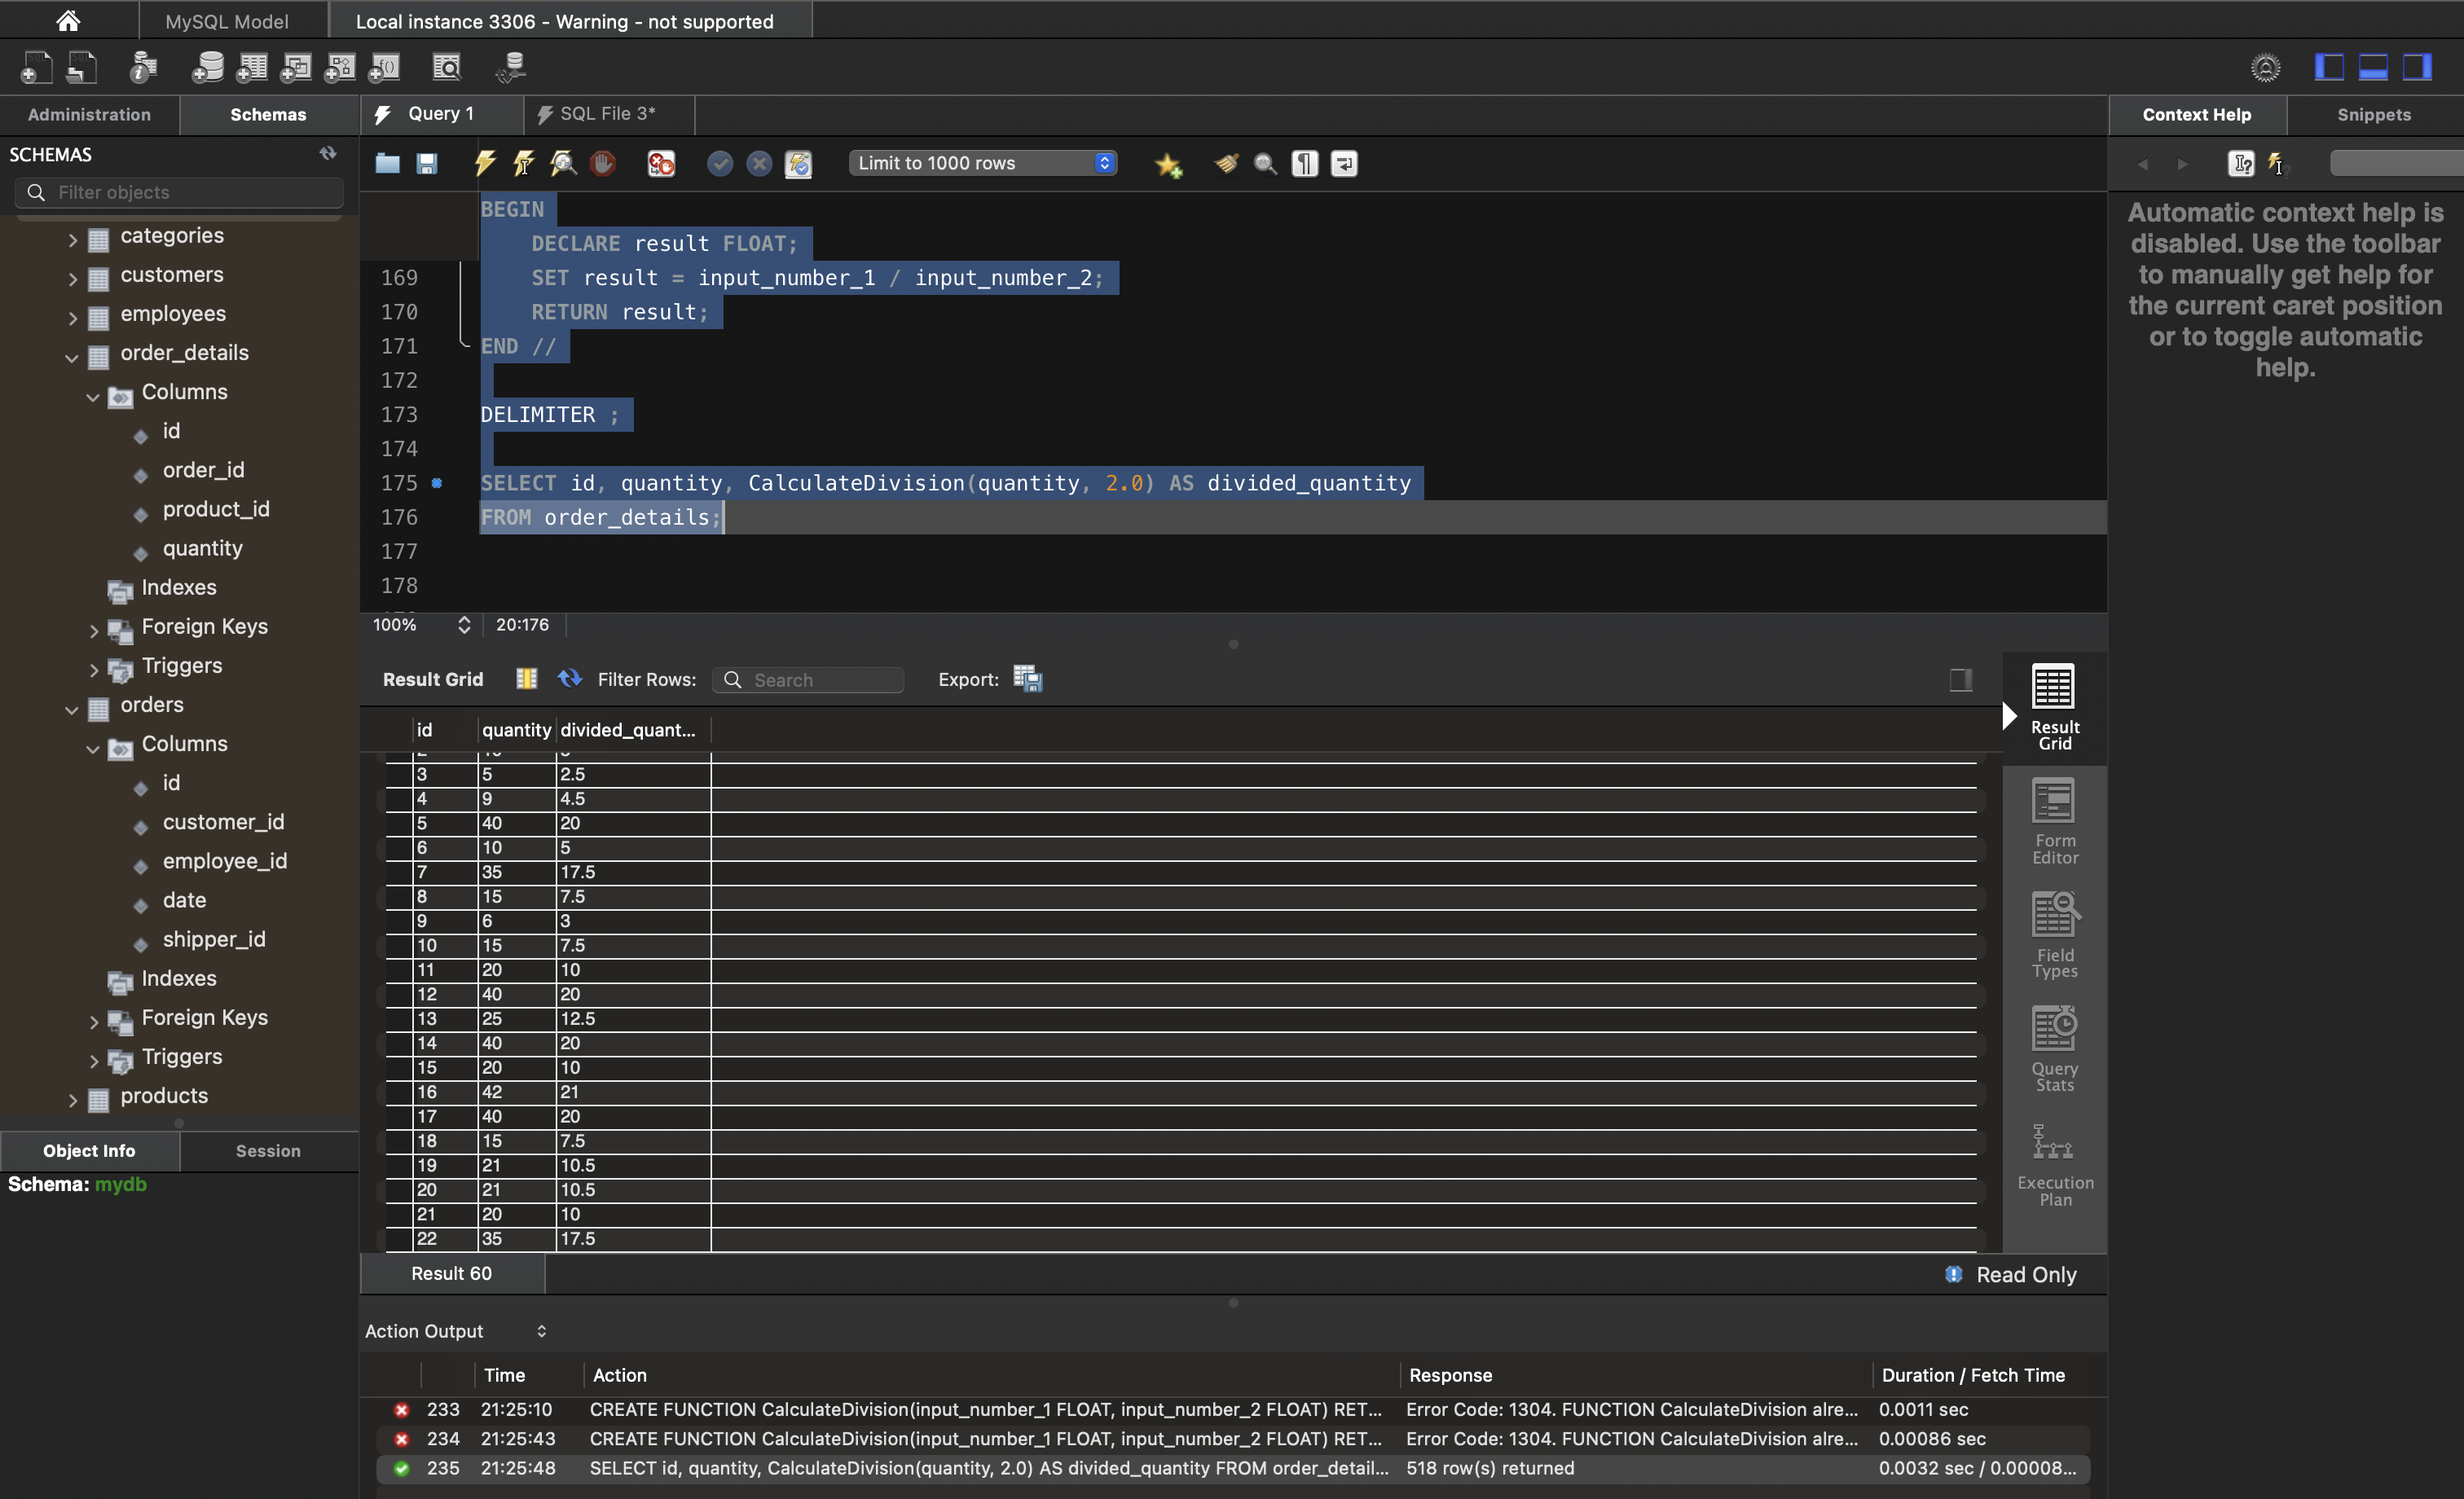 MySQL Model
Local instance 3306 - Warning - not supported
Administration
Schemas
Query 1
SQL File 3*
Context Help
Snippets
SCHEMAS
Filter objects
Limit to 1000 rows
categories
customers
employees
order_details
Columns
id
order_id
product_id
quantity
Indexes
Foreign Keys
Triggers
orders
Columns
id
customer_id
employee_id
date
shipper_id
Indexes
Foreign Keys
Triggers
products
Object Info
Session
Schema: mydb
BEGIN
DECLARE result FLOAT;
169 SET result = input_number_1 / input_number_2;
170 RETURN result;
171 END //
172
173 DELIMITER ;
174
175 SELECT id, quantity, CalculateDivision(quantity, 2.0) AS divided_quantity
176 FROM order_details;
177
178
100%
20:176
Result Grid
Filter Rows:
Search
Export:
id quantity divided_quant...
3 5 2.5
4 9 4.5
5 40 20
6 10 5
7 35 17.5
8 15 7.5
9 6 3
10 15 7.5
11 20 10
12 40 20
13 25 12.5
14 40 20
15 20 10
16 42 21
17 40 20
18 15 7.5
19 21 10.5
20 21 10.5
21 20 10
22 35 17.5
Result 60
Read Only
Result
Grid
Form
Editor
Field
Types
Query
Stats
Execution
Plan
Action Output
Time Action Response Duration / Fetch Time
233 21:25:10 CREATE FUNCTION CalculateDivision(input_number_1 FLOAT, input_number_2 FLOAT) RET... Error Code: 1304. FUNCTION CalculateDivision alre... 0.0011 sec
234 21:25:43 CREATE FUNCTION CalculateDivision(input_number_1 FLOAT, input_number_2 FLOAT) RET... Error Code: 1304. FUNCTION CalculateDivision alre... 0.00086 sec
235 21:25:48 SELECT id, quantity, CalculateDivision(quantity, 2.0) AS divided_quantity FROM order_detail... 518 row(s) returned 0.0032 sec / 0.00008...
Automatic context help is
disabled. Use the toolbar
to manually get help for
the current caret position
or to toggle automatic
help.